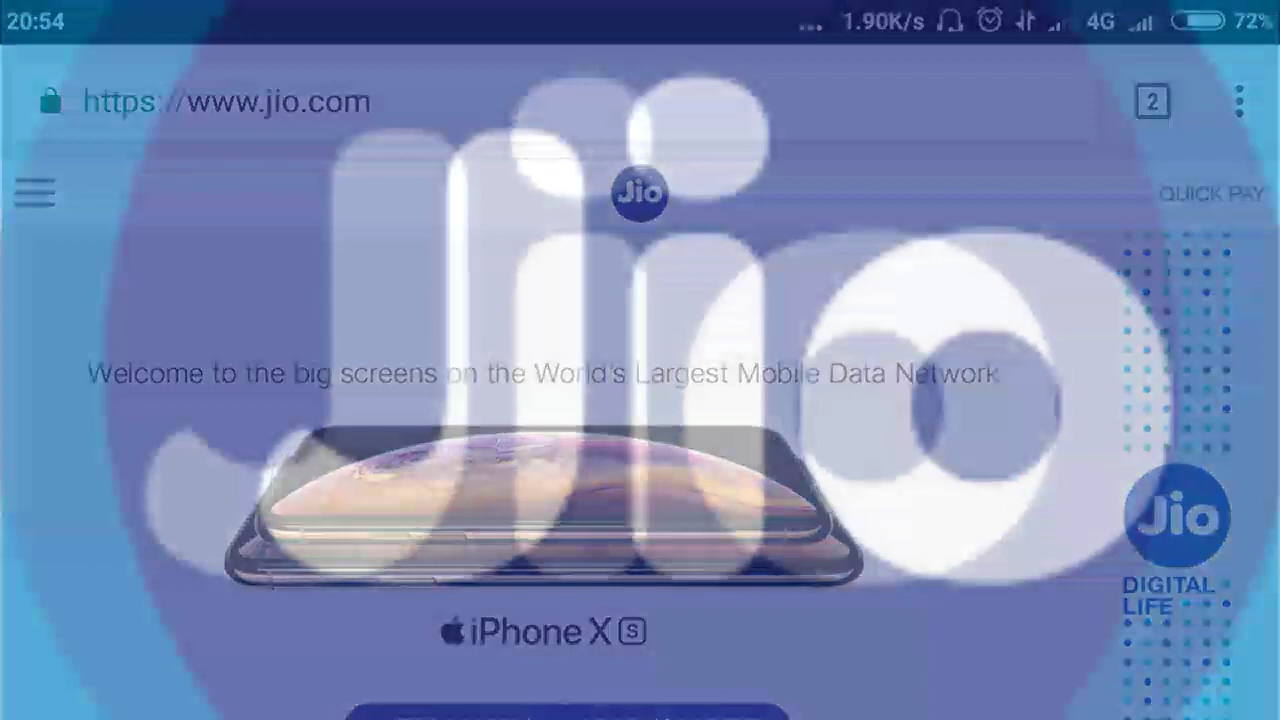 20:54 ... 1.90K/s 4G 72%
https://www.jio.com 2
Jio QUICK PAY
Jio
Welcome to the big screens on the World's Largest Mobile Data Network
Jio
DIGITAL
LIFE
iPhone X S